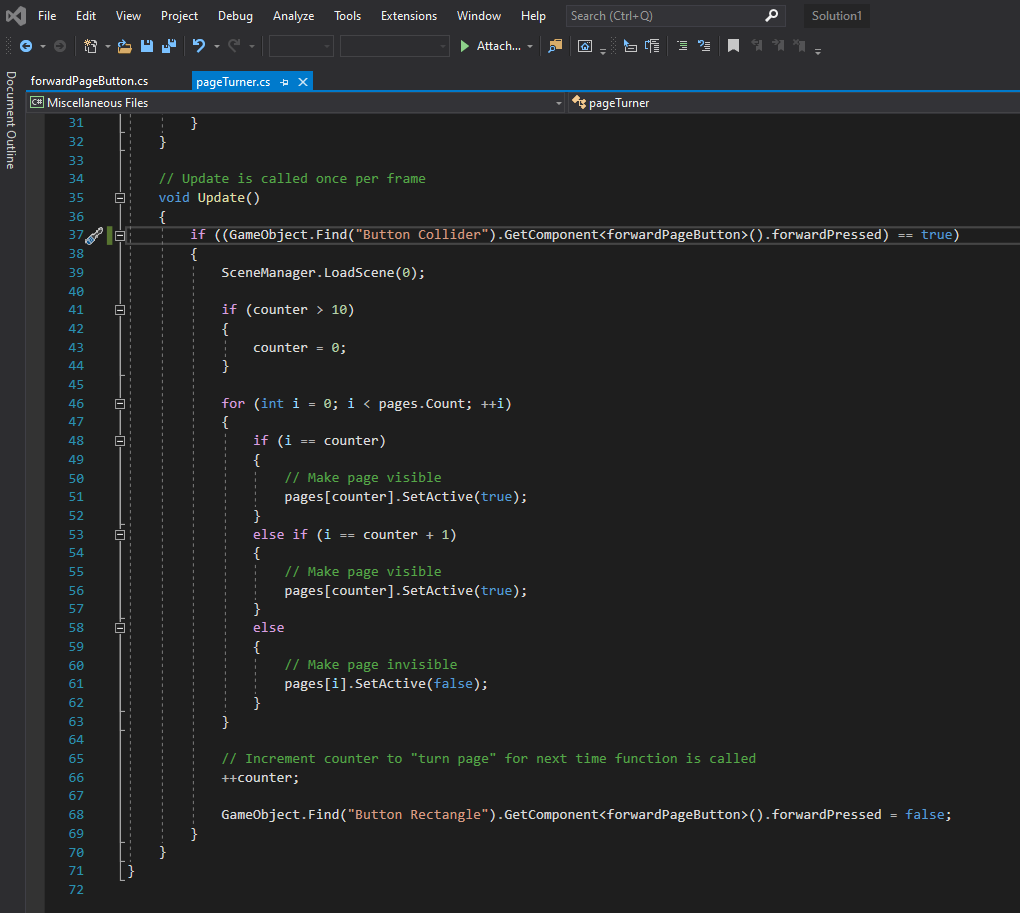 File Edit View Project Debug Analyze Tools Extensions Window Help Search (Ctrl+Q) Solution1
Attach...
Document Outline
forwardPageButton.cs pageTurner.cs
C# Miscellaneous Files pageTurner
31 }
32 }
33
34 // Update is called once per frame
35 void Update()
36 {
37 if ((GameObject.Find("Button Collider").GetComponent<forwardPageButton>().forwardPressed) == true)
38 {
39 SceneManager.LoadScene(0);
40
41 if (counter > 10)
42 {
43 counter = 0;
44 }
45
46 for (int i = 0; i < pages.Count; ++i)
47 {
48 if (i == counter)
49 {
50 // Make page visible
51 pages[counter].SetActive(true);
52 }
53 else if (i == counter + 1)
54 {
55 // Make page visible
56 pages[counter].SetActive(true);
57 }
58 else
59 {
60 // Make page invisible
61 pages[i].SetActive(false);
62 }
63 }
64
65 // Increment counter to "turn page" for next time function is called
66 ++counter;
67
68 GameObject.Find("Button Rectangle").GetComponent<forwardPageButton>().forwardPressed = false;
69 }
70 }
71 }
72